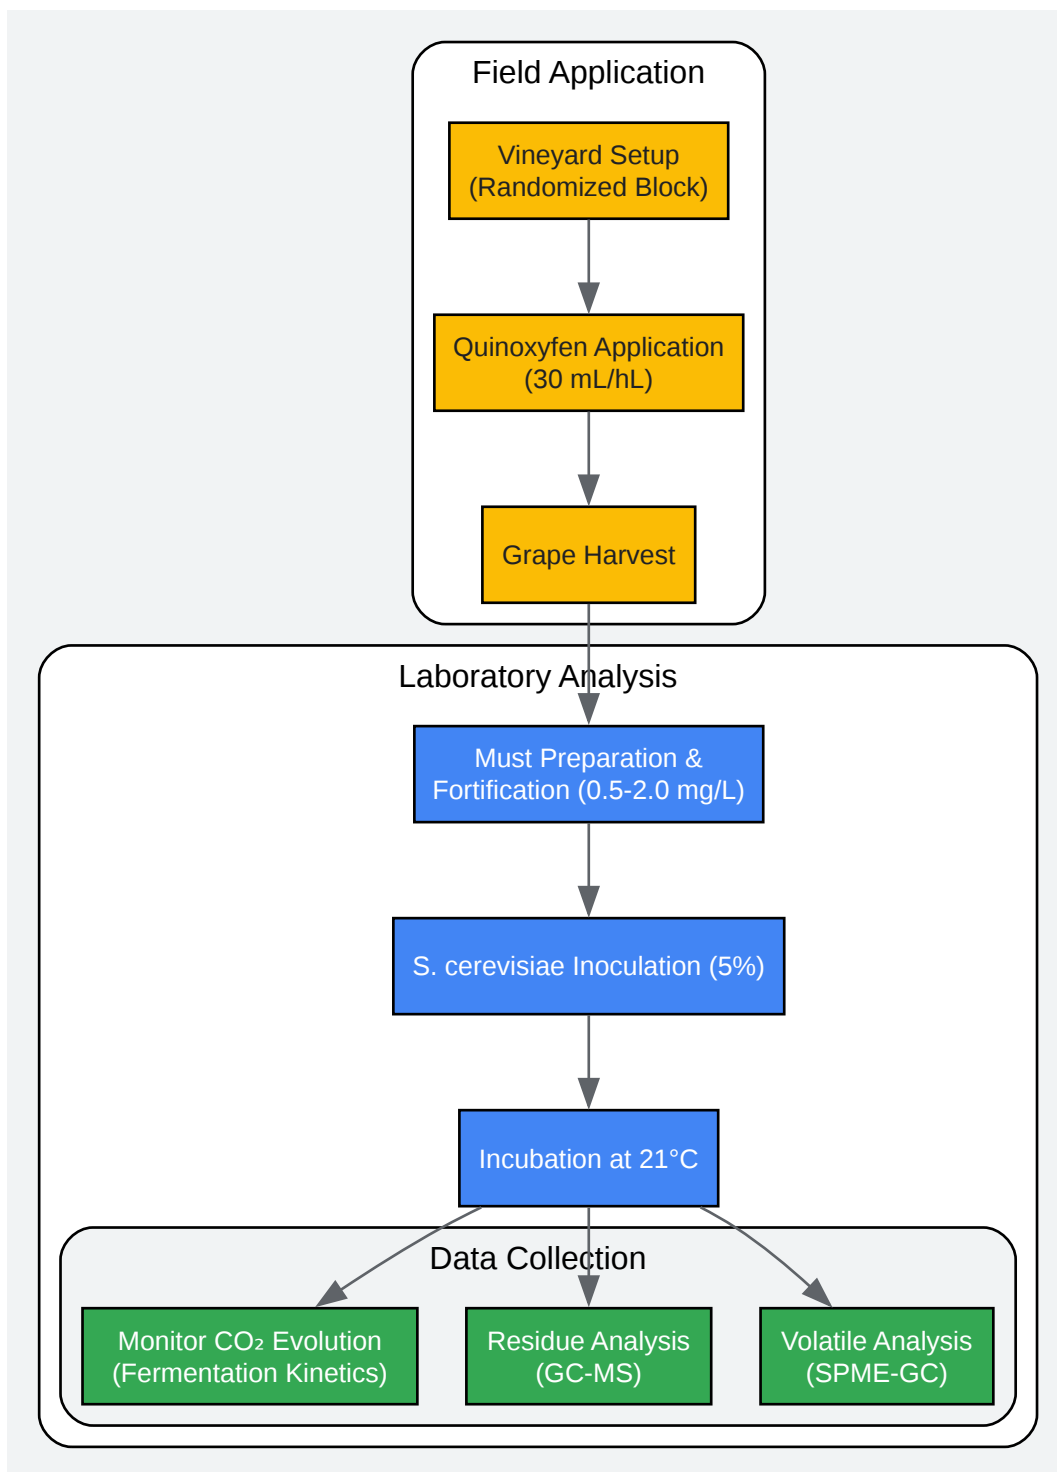 Field Application
Vineyard Setup
(Randomized Block)
Quinoxyfen Application
(30 mL/hL)
Grape Harvest
Laboratory Analysis
Must Preparation &
Fortification (0.5-2.0 mg/L)
S. cerevisiae Inoculation (5%)
Incubation at 21°C
Data Collection
Monitor CO₂ Evolution
(Fermentation Kinetics)
Residue Analysis
(GC-MS)
Volatile Analysis
(SPME-GC)